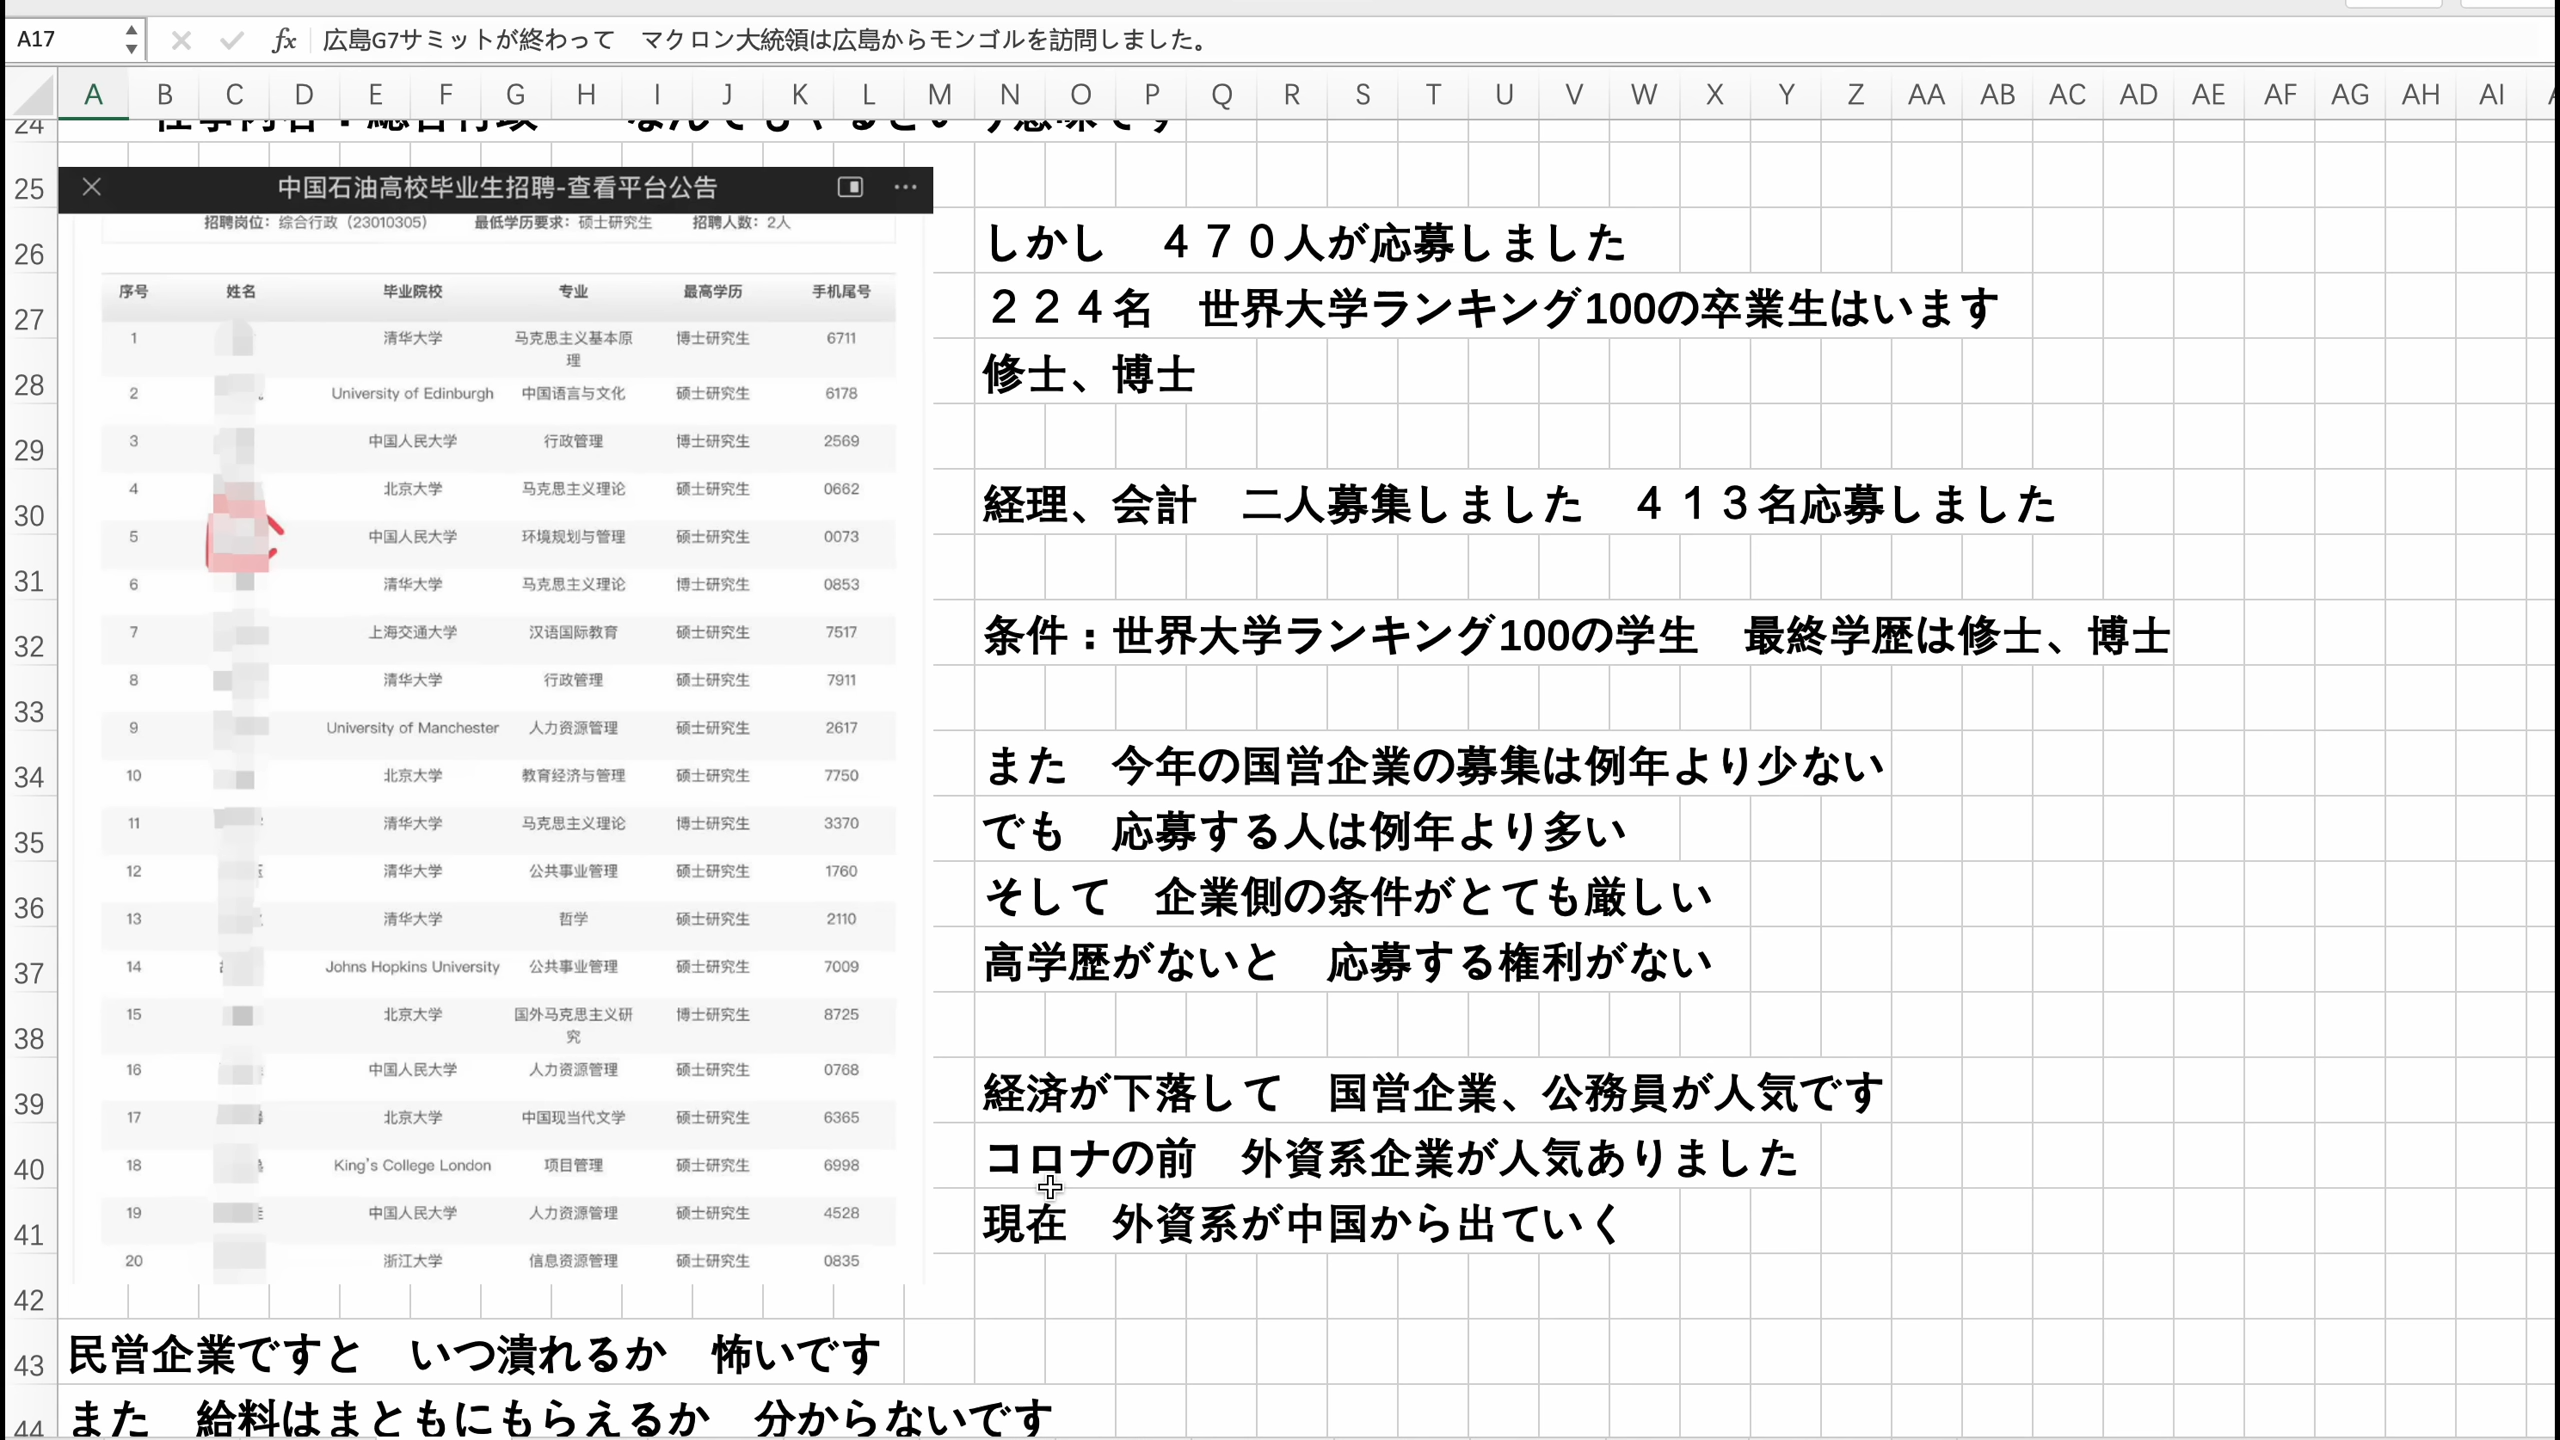 A17 fx 広島G7サミットが終わって　マクロン大統領は広島からモンゴルを訪問しました。
A B C D E F G H I J K L M N O P Q R S T U V W X Y Z AA AB AC AD AE AF AG AH AI
24
25
中国石油高校毕业生招聘-查看平台公告
招聘岗位：综合行政（23010305） 最低学历要求：硕士研究生 招聘人数：2人
序号 姓名 毕业院校 专业 最高学历 手机尾号
1 清华大学 马克思主义基本原理 博士研究生 6711
2 University of Edinburgh 中国语言与文化 硕士研究生 6178
3 中国人民大学 行政管理 博士研究生 2569
4 北京大学 马克思主义理论 硕士研究生 0662
5 中国人民大学 环境规划与管理 硕士研究生 0073
6 清华大学 马克思主义理论 博士研究生 0853
7 上海交通大学 汉语国际教育 硕士研究生 7517
8 清华大学 行政管理 硕士研究生 7911
9 University of Manchester 人力资源管理 硕士研究生 2617
10 北京大学 教育经济与管理 硕士研究生 7750
11 清华大学 马克思主义理论 博士研究生 3370
12 清华大学 公共事业管理 硕士研究生 1760
13 清华大学 哲学 硕士研究生 2110
14 Johns Hopkins University 公共事业管理 硕士研究生 7009
15 北京大学 国外马克思主义研究 博士研究生 8725
16 中国人民大学 人力资源管理 硕士研究生 0768
17 北京大学 中国现当代文学 硕士研究生 6365
18 King's College London 项目管理 硕士研究生 6998
19 中国人民大学 人力资源管理 硕士研究生 4528
20 浙江大学 信息资源管理 硕士研究生 0835
26 しかし　４７０人が応募しました
27 ２２４名　世界大学ランキング100の卒業生はいます
28 修士、博士
29
30 経理、会計　二人募集しました　４１３名応募しました
31
32 条件：世界大学ランキング100の学生　最終学歴は修士、博士
33
34 また　今年の国営企業の募集は例年より少ない
35 でも　応募する人は例年より多い
36 そして　企業側の条件がとても厳しい
37 高学歴がないと　応募する権利がない
38
39 経済が下落して　国営企業、公務員が人気です
40 コロナの前　外資系企業が人気ありました
41 現在　外資系が中国から出ていく
42
43 民営企業ですと　いつ潰れるか　怖いです
44 また　給料はまともにもらえるか　分からないです